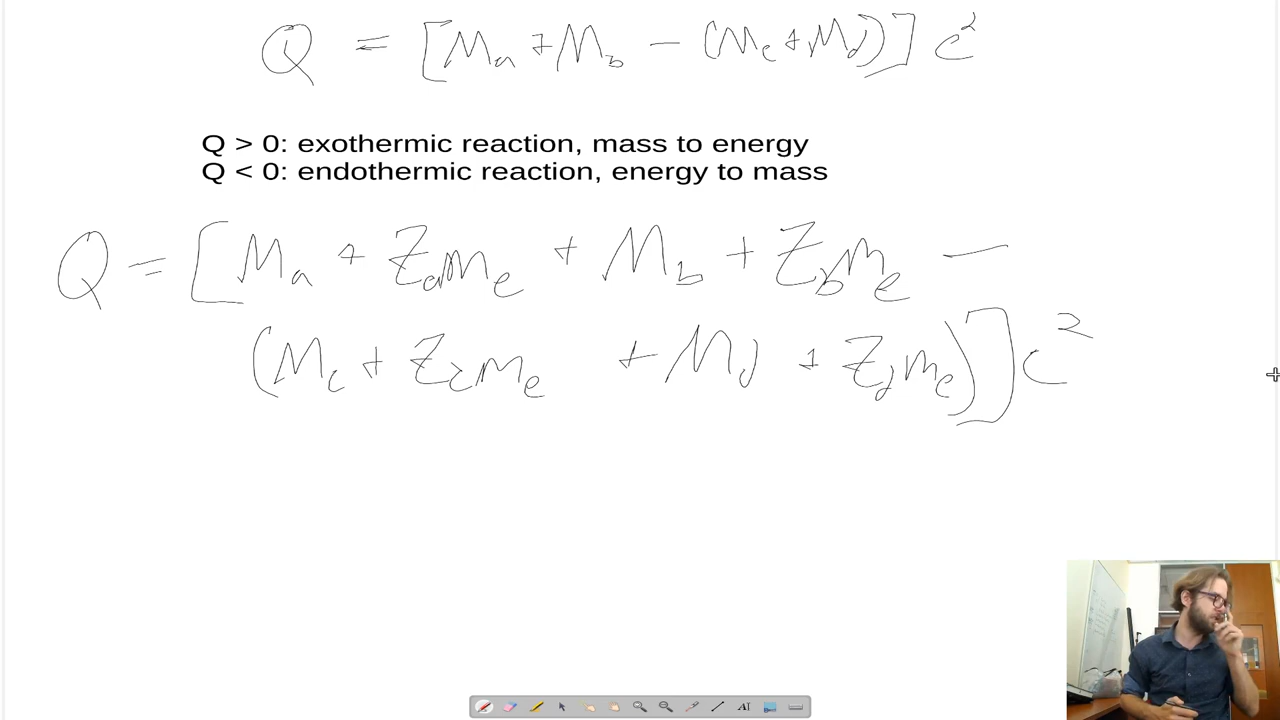 Q = [Ma + Mb − (Mc + Md)] c²
Q > 0: exothermic reaction, mass to energy
Q < 0: endothermic reaction, energy to mass
Q = [Ma + Zame + Mb + Zbme −
(Mc + Zcme + Md + Zdme)] c²
AI